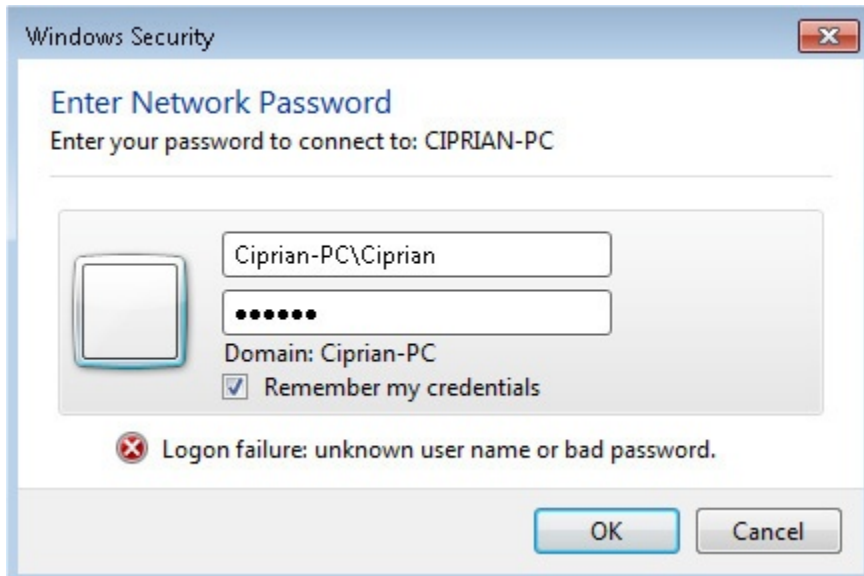 Windows Security
Enter Network Password
Enter your password to connect to: CIPRIAN-PC
Ciprian-PC\Ciprian
●●●●●●
Domain: Ciprian-PC
Remember my credentials
Logon failure: unknown user name or bad password.
OK Cancel